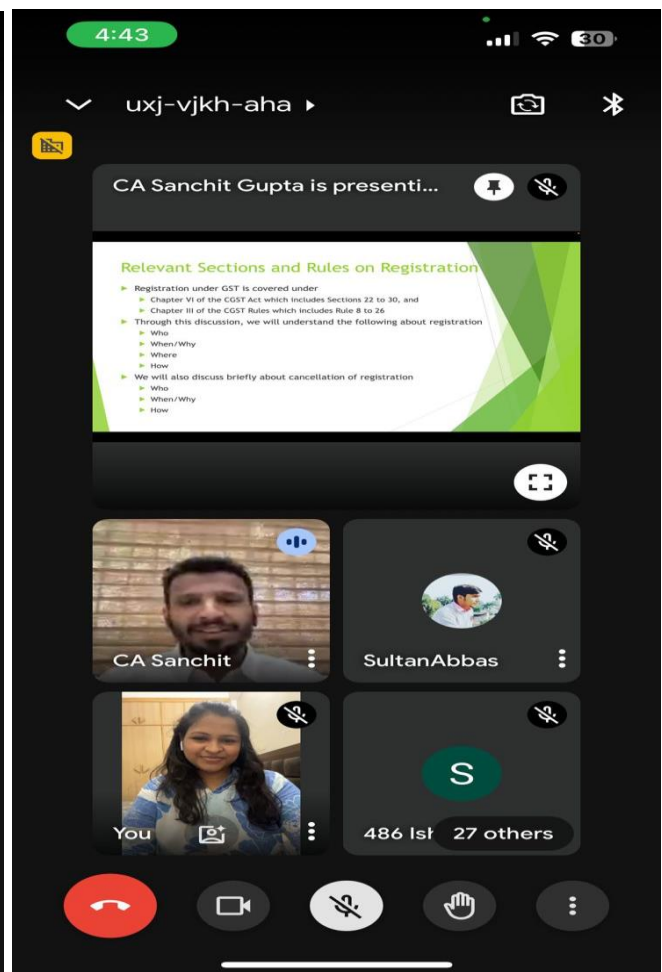 4:43
30
uxj-vjkh-aha
CA Sanchit Gupta is presenti...
Relevant Sections and Rules on Registration
Registration under GST is covered under
Chapter VI of the CGST Act which includes Sections 22 to 30, and
Chapter III of the CGST Rules which includes Rule 8 to 26
Through this discussion, we will understand the following about registration
Who
When/Why
Where
How
We will also discuss briefly about cancellation of registration
Who
When/Why
How
CA Sanchit
SultanAbbas
You
S
486 Ish
27 others